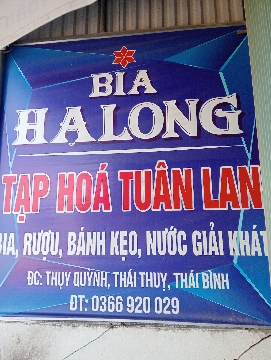 BIA
HẠLONG
TẠP HOÁ TUÂN LAN
BIA, RƯỢU, BÁNH KẸO, NƯỚC GIẢI KHÁT
ĐC: THỤY QUỲNH, THÁI THUỴ, THÁI BÌNH
ĐT: 0366 920 029